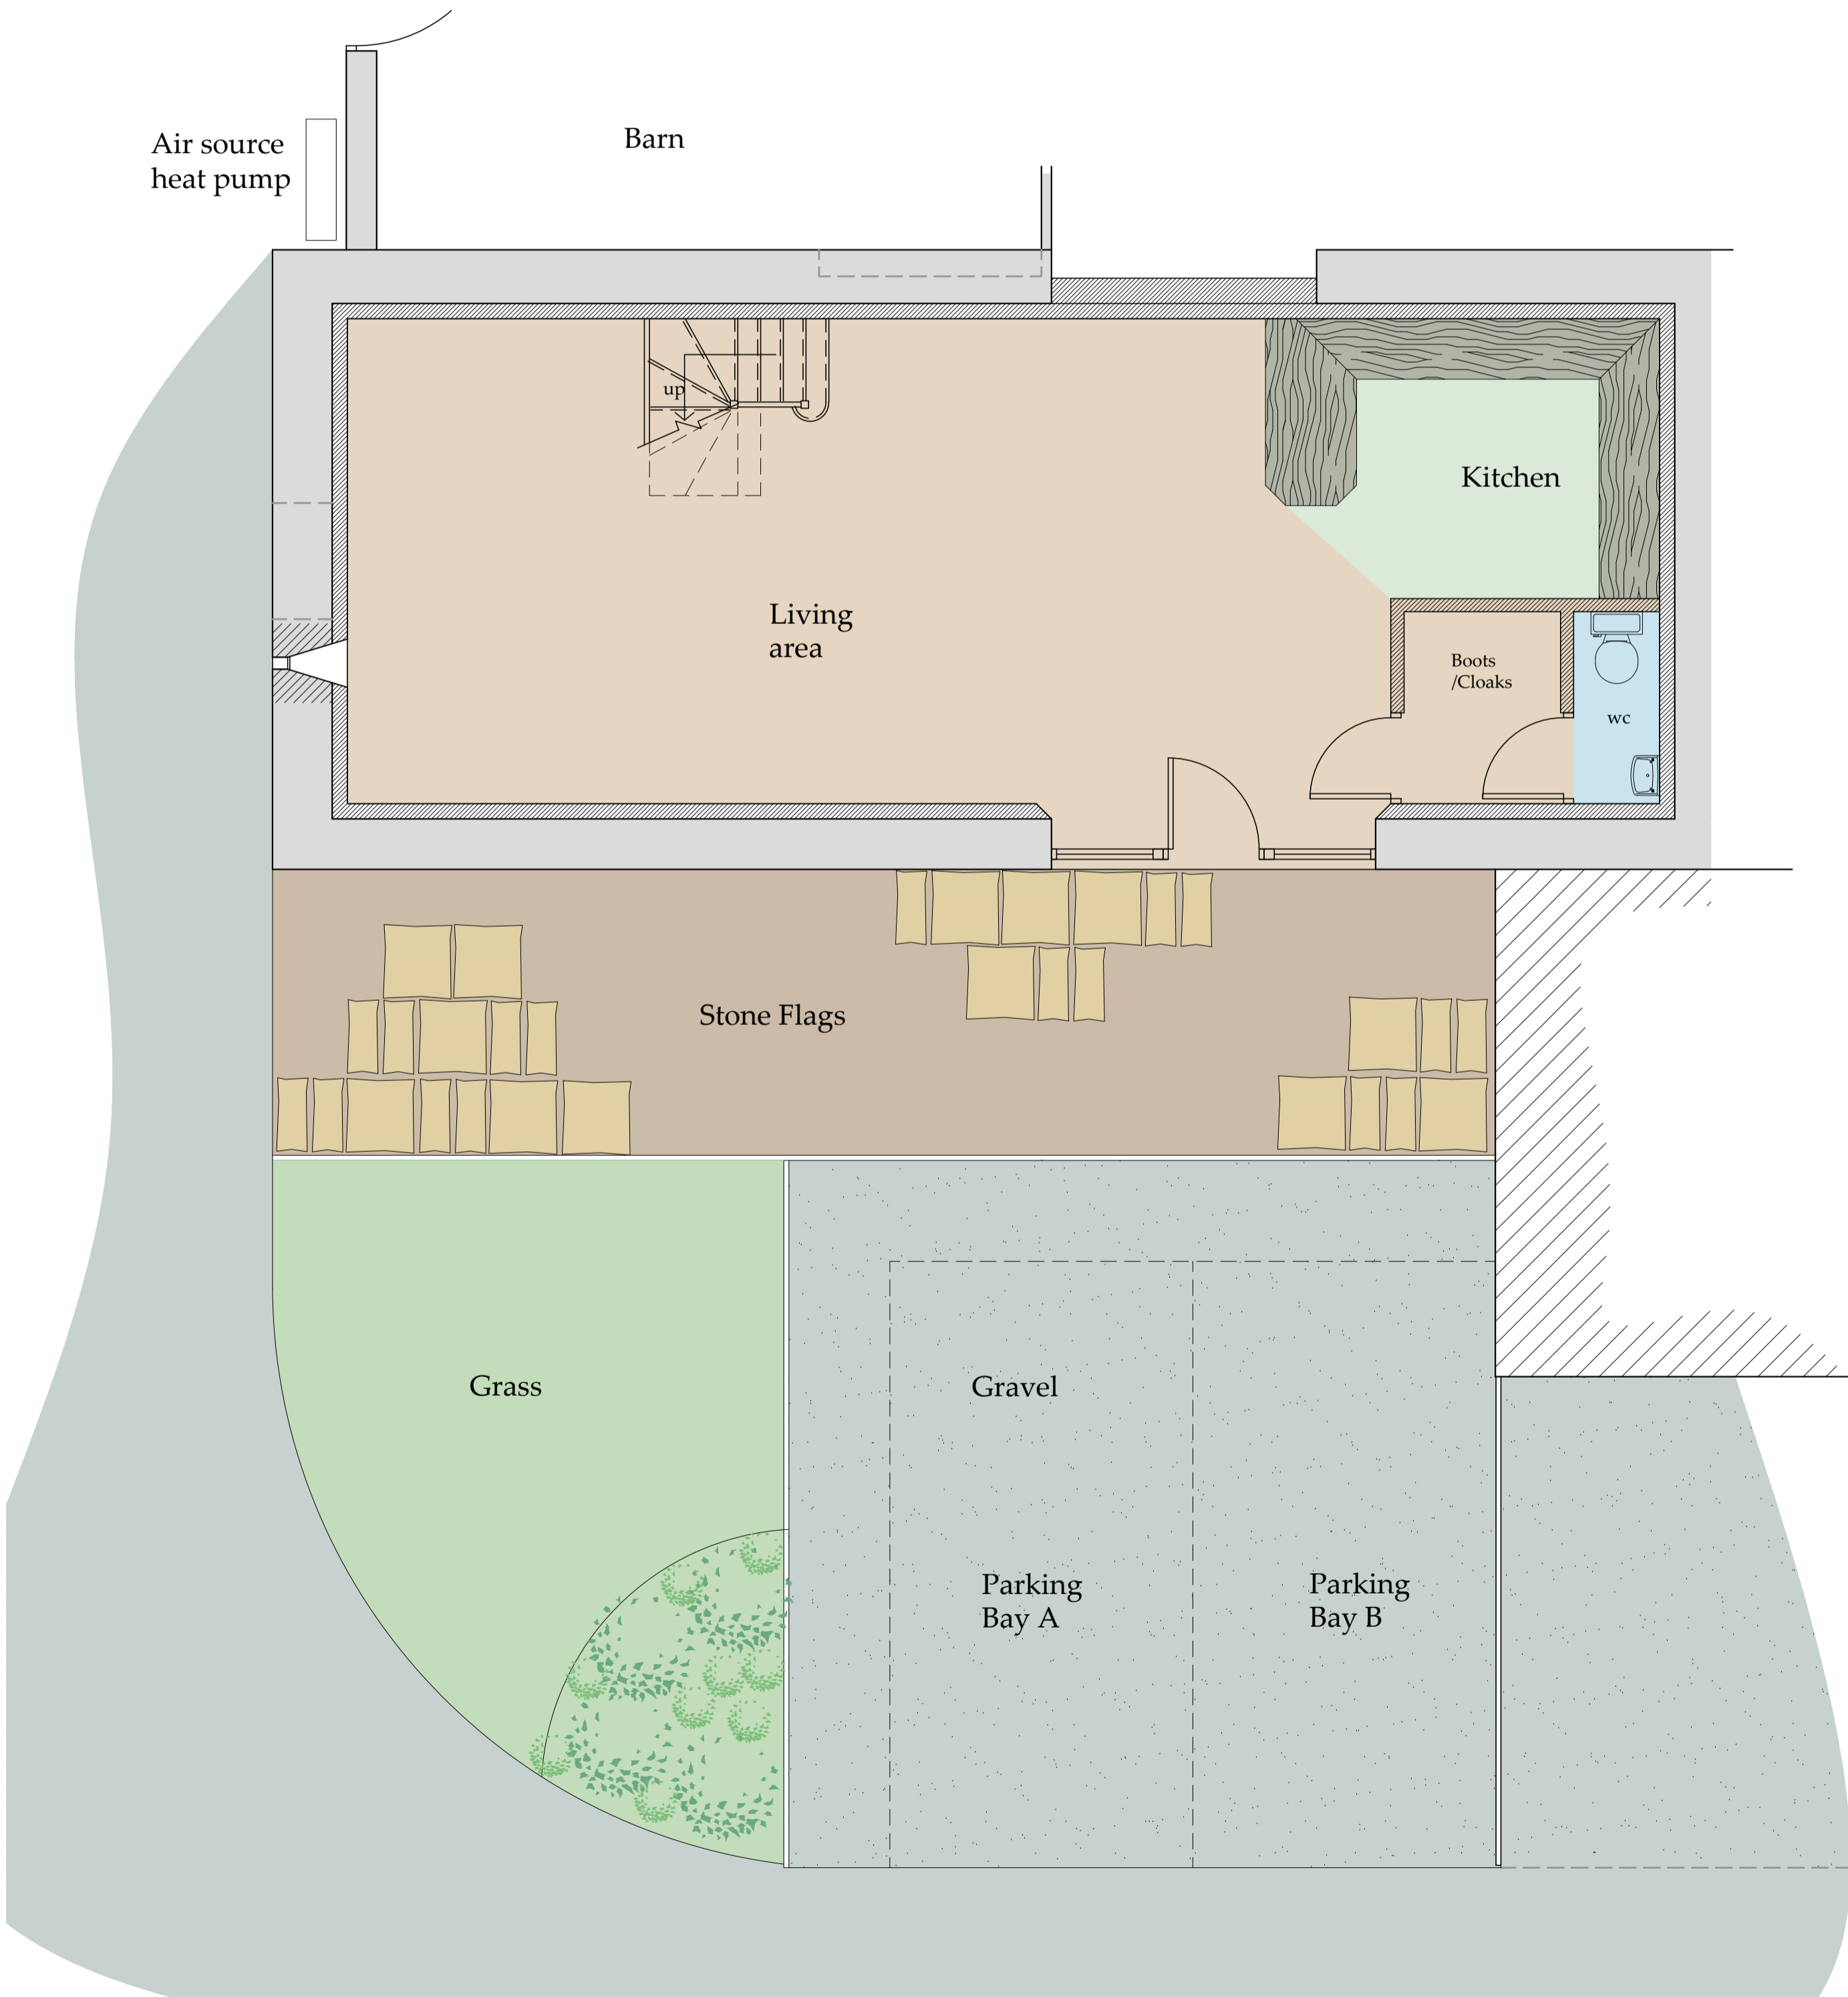 Barn
Air source
heat pump
up
Kitchen
Living
area
Boots
/Cloaks
wc
Stone Flags
Grass
Gravel
Parking
Bay A
Parking
Bay B